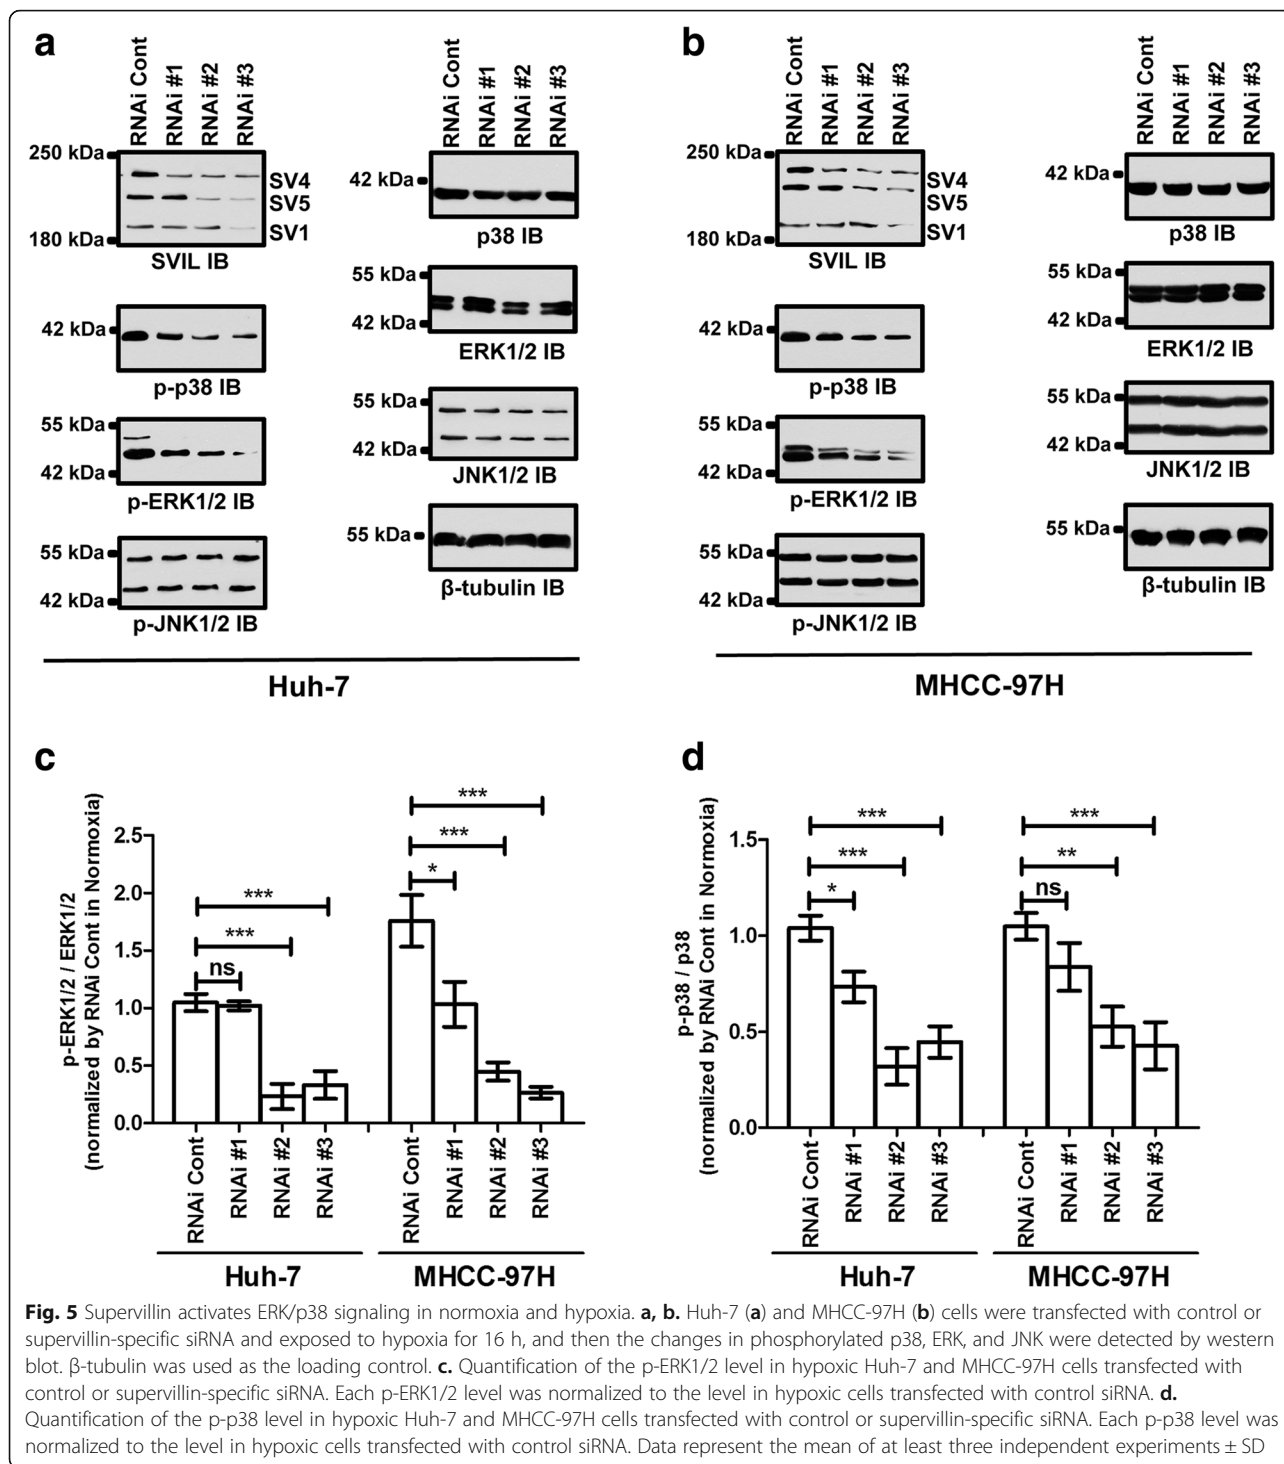 a
RNAi Cont
RNAi #1
RNAi #2
RNAi #3
250 kDa
180 kDa
SV4
SV5
SV1
SVIL IB
42 kDa
p-p38 IB
55 kDa
42 kDa
p-ERK1/2 IB
55 kDa
42 kDa
p-JNK1/2 IB
RNAi Cont
RNAi #1
RNAi #2
RNAi #3
42 kDa
p38 IB
55 kDa
42 kDa
ERK1/2 IB
55 kDa
42 kDa
JNK1/2 IB
55 kDa
β-tubulin IB
Huh-7
b
RNAi Cont
RNAi #1
RNAi #2
RNAi #3
250 kDa
180 kDa
SV4
SV5
SV1
SVIL IB
42 kDa
p-p38 IB
55 kDa
42 kDa
p-ERK1/2 IB
55 kDa
42 kDa
p-JNK1/2 IB
RNAi Cont
RNAi #1
RNAi #2
RNAi #3
42 kDa
p38 IB
55 kDa
42 kDa
ERK1/2 IB
55 kDa
42 kDa
JNK1/2 IB
55 kDa
β-tubulin IB
MHCC-97H
c
p-ERK1/2 / ERK1/2
(normalized by RNAi Cont in Normoxia)
2.5
2.0
1.5
1.0
0.5
0.0
***
***
ns
***
***
*
RNAi Cont
RNAi #1
RNAi #2
RNAi #3
RNAi Cont
RNAi #1
RNAi #2
RNAi #3
Huh-7
MHCC-97H
d
p-p38 / p38
(normalized by RNAi Cont in Normoxia)
1.5
1.0
0.5
0.0
***
***
*
***
**
ns
RNAi Cont
RNAi #1
RNAi #2
RNAi #3
RNAi Cont
RNAi #1
RNAi #2
RNAi #3
Huh-7
MHCC-97H
Fig. 5 Supervillin activates ERK/p38 signaling in normoxia and hypoxia. a, b. Huh-7 (a) and MHCC-97H (b) cells were transfected with control or
supervillin-specific siRNA and exposed to hypoxia for 16 h, and then the changes in phosphorylated p38, ERK, and JNK were detected by western
blot. β-tubulin was used as the loading control. c. Quantification of the p-ERK1/2 level in hypoxic Huh-7 and MHCC-97H cells transfected with
control or supervillin-specific siRNA. Each p-ERK1/2 level was normalized to the level in hypoxic cells transfected with control siRNA. d.
Quantification of the p-p38 level in hypoxic Huh-7 and MHCC-97H cells transfected with control or supervillin-specific siRNA. Each p-p38 level was
normalized to the level in hypoxic cells transfected with control siRNA. Data represent the mean of at least three independent experiments ± SD